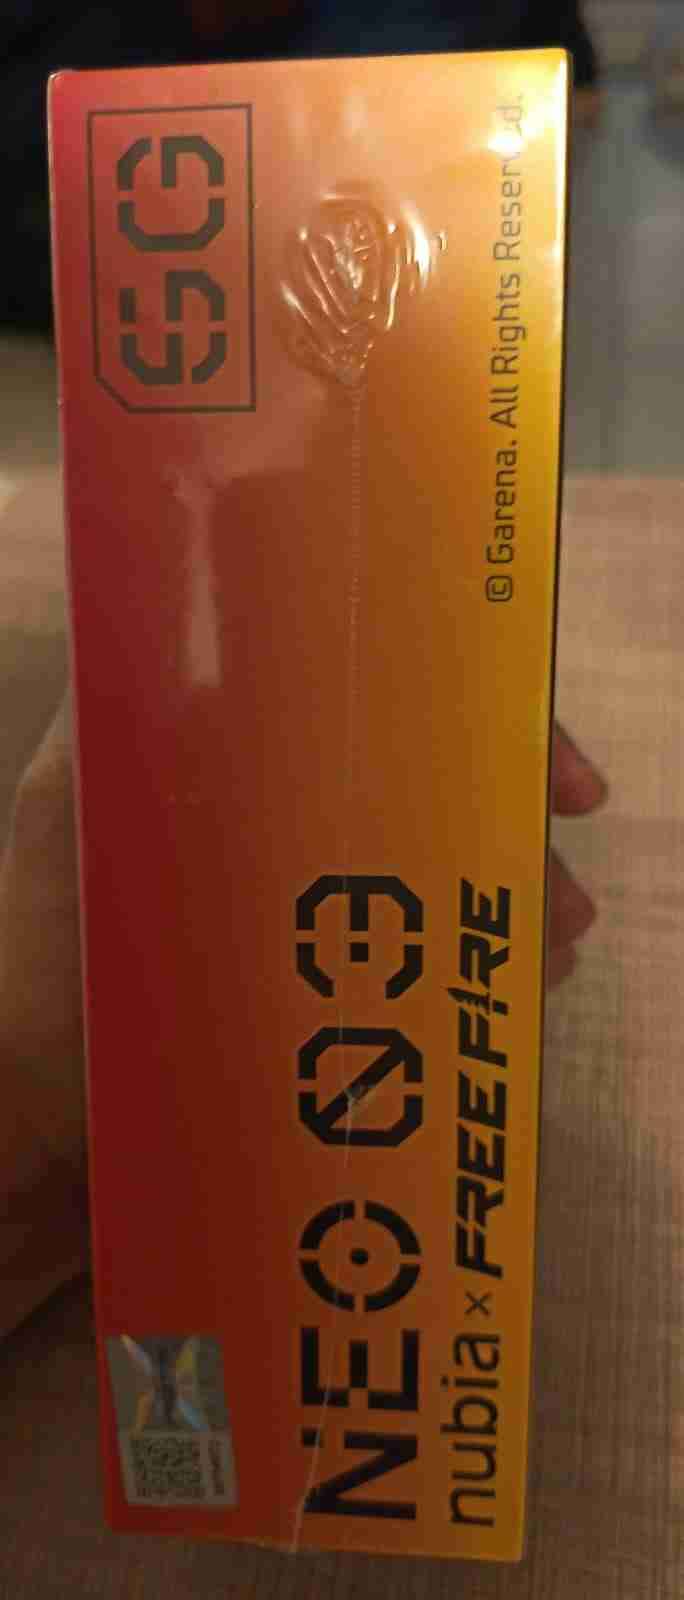 5G
© Garena. All Rights Reserved.
NEO 03
nubia × FREE FIRE